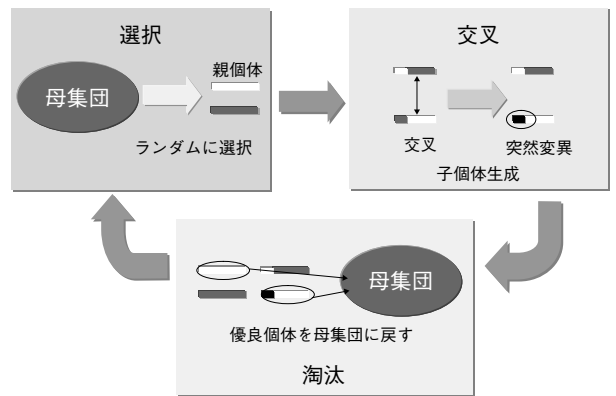 選択
親個体
母集団
ランダムに選択
交叉
交叉
突然変異
子個体生成
母集団
優良個体を母集団に戻す
淘汰